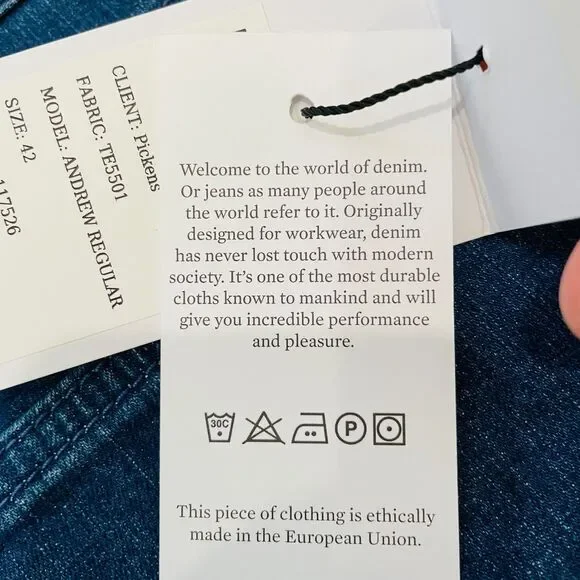 CLIENT: Pickens
FABRIC: TE5501
MODEL: ANDREW REGULAR
SIZE: 42
117526
Welcome to the world of denim.
Or jeans as many people around
the world refer to it. Originally
designed for workwear, denim
has never lost touch with modern
society. It’s one of the most durable
cloths known to mankind and will
give you incredible performance
and pleasure.
30C
P
This piece of clothing is ethically
made in the European Union.